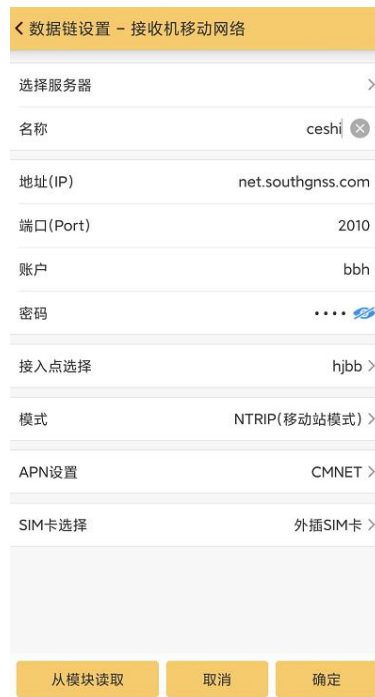 数据链设置 - 接收机移动网络
选择服务器
名称 ceshi
地址(IP) net.southgnss.com
端口(Port) 2010
账户 bbh
密码 ····
接入点选择 hjbb
模式 NTRIP(移动站模式)
APN设置 CMNET
SIM卡选择 外插SIM卡
从模块读取 取消 确定